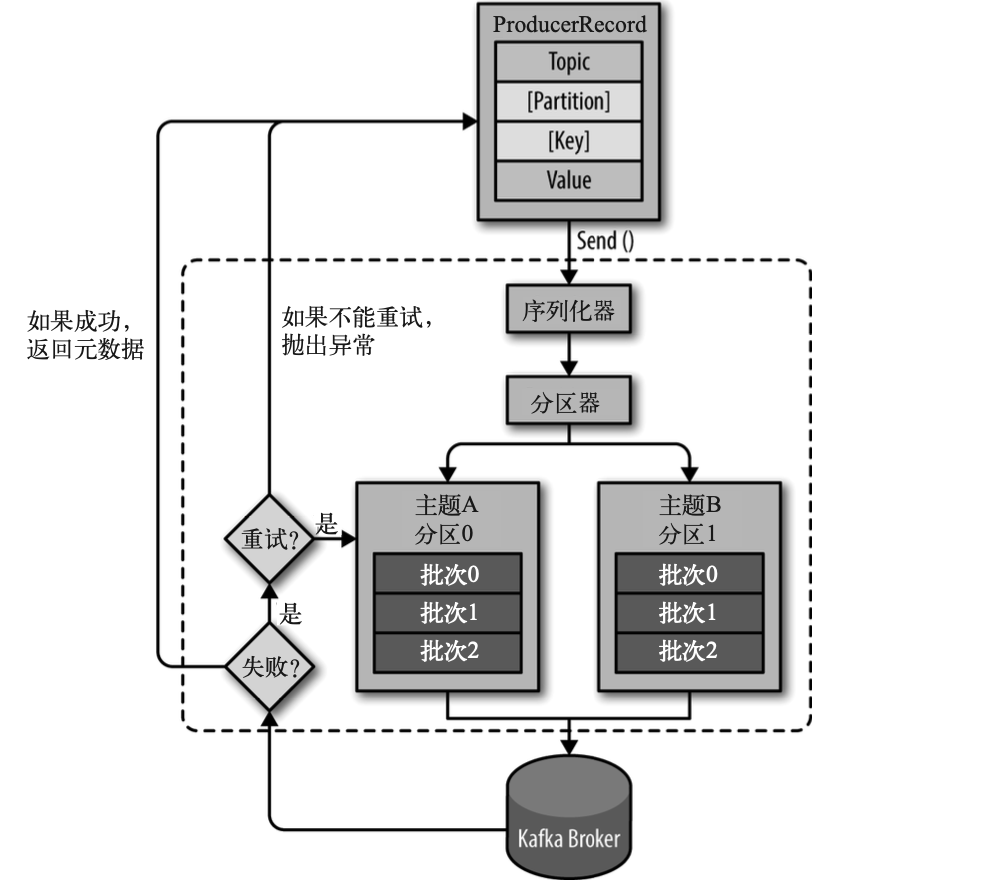 ProducerRecord
Topic
[Partition]
[Key]
Value
Send ()
序列化器
如果成功，
返回元数据
如果不能重试，
抛出异常
分区器
主题A
分区0
批次0
批次1
批次2
主题B
分区1
批次0
批次1
批次2
重试？
是
是
失败？
Kafka Broker